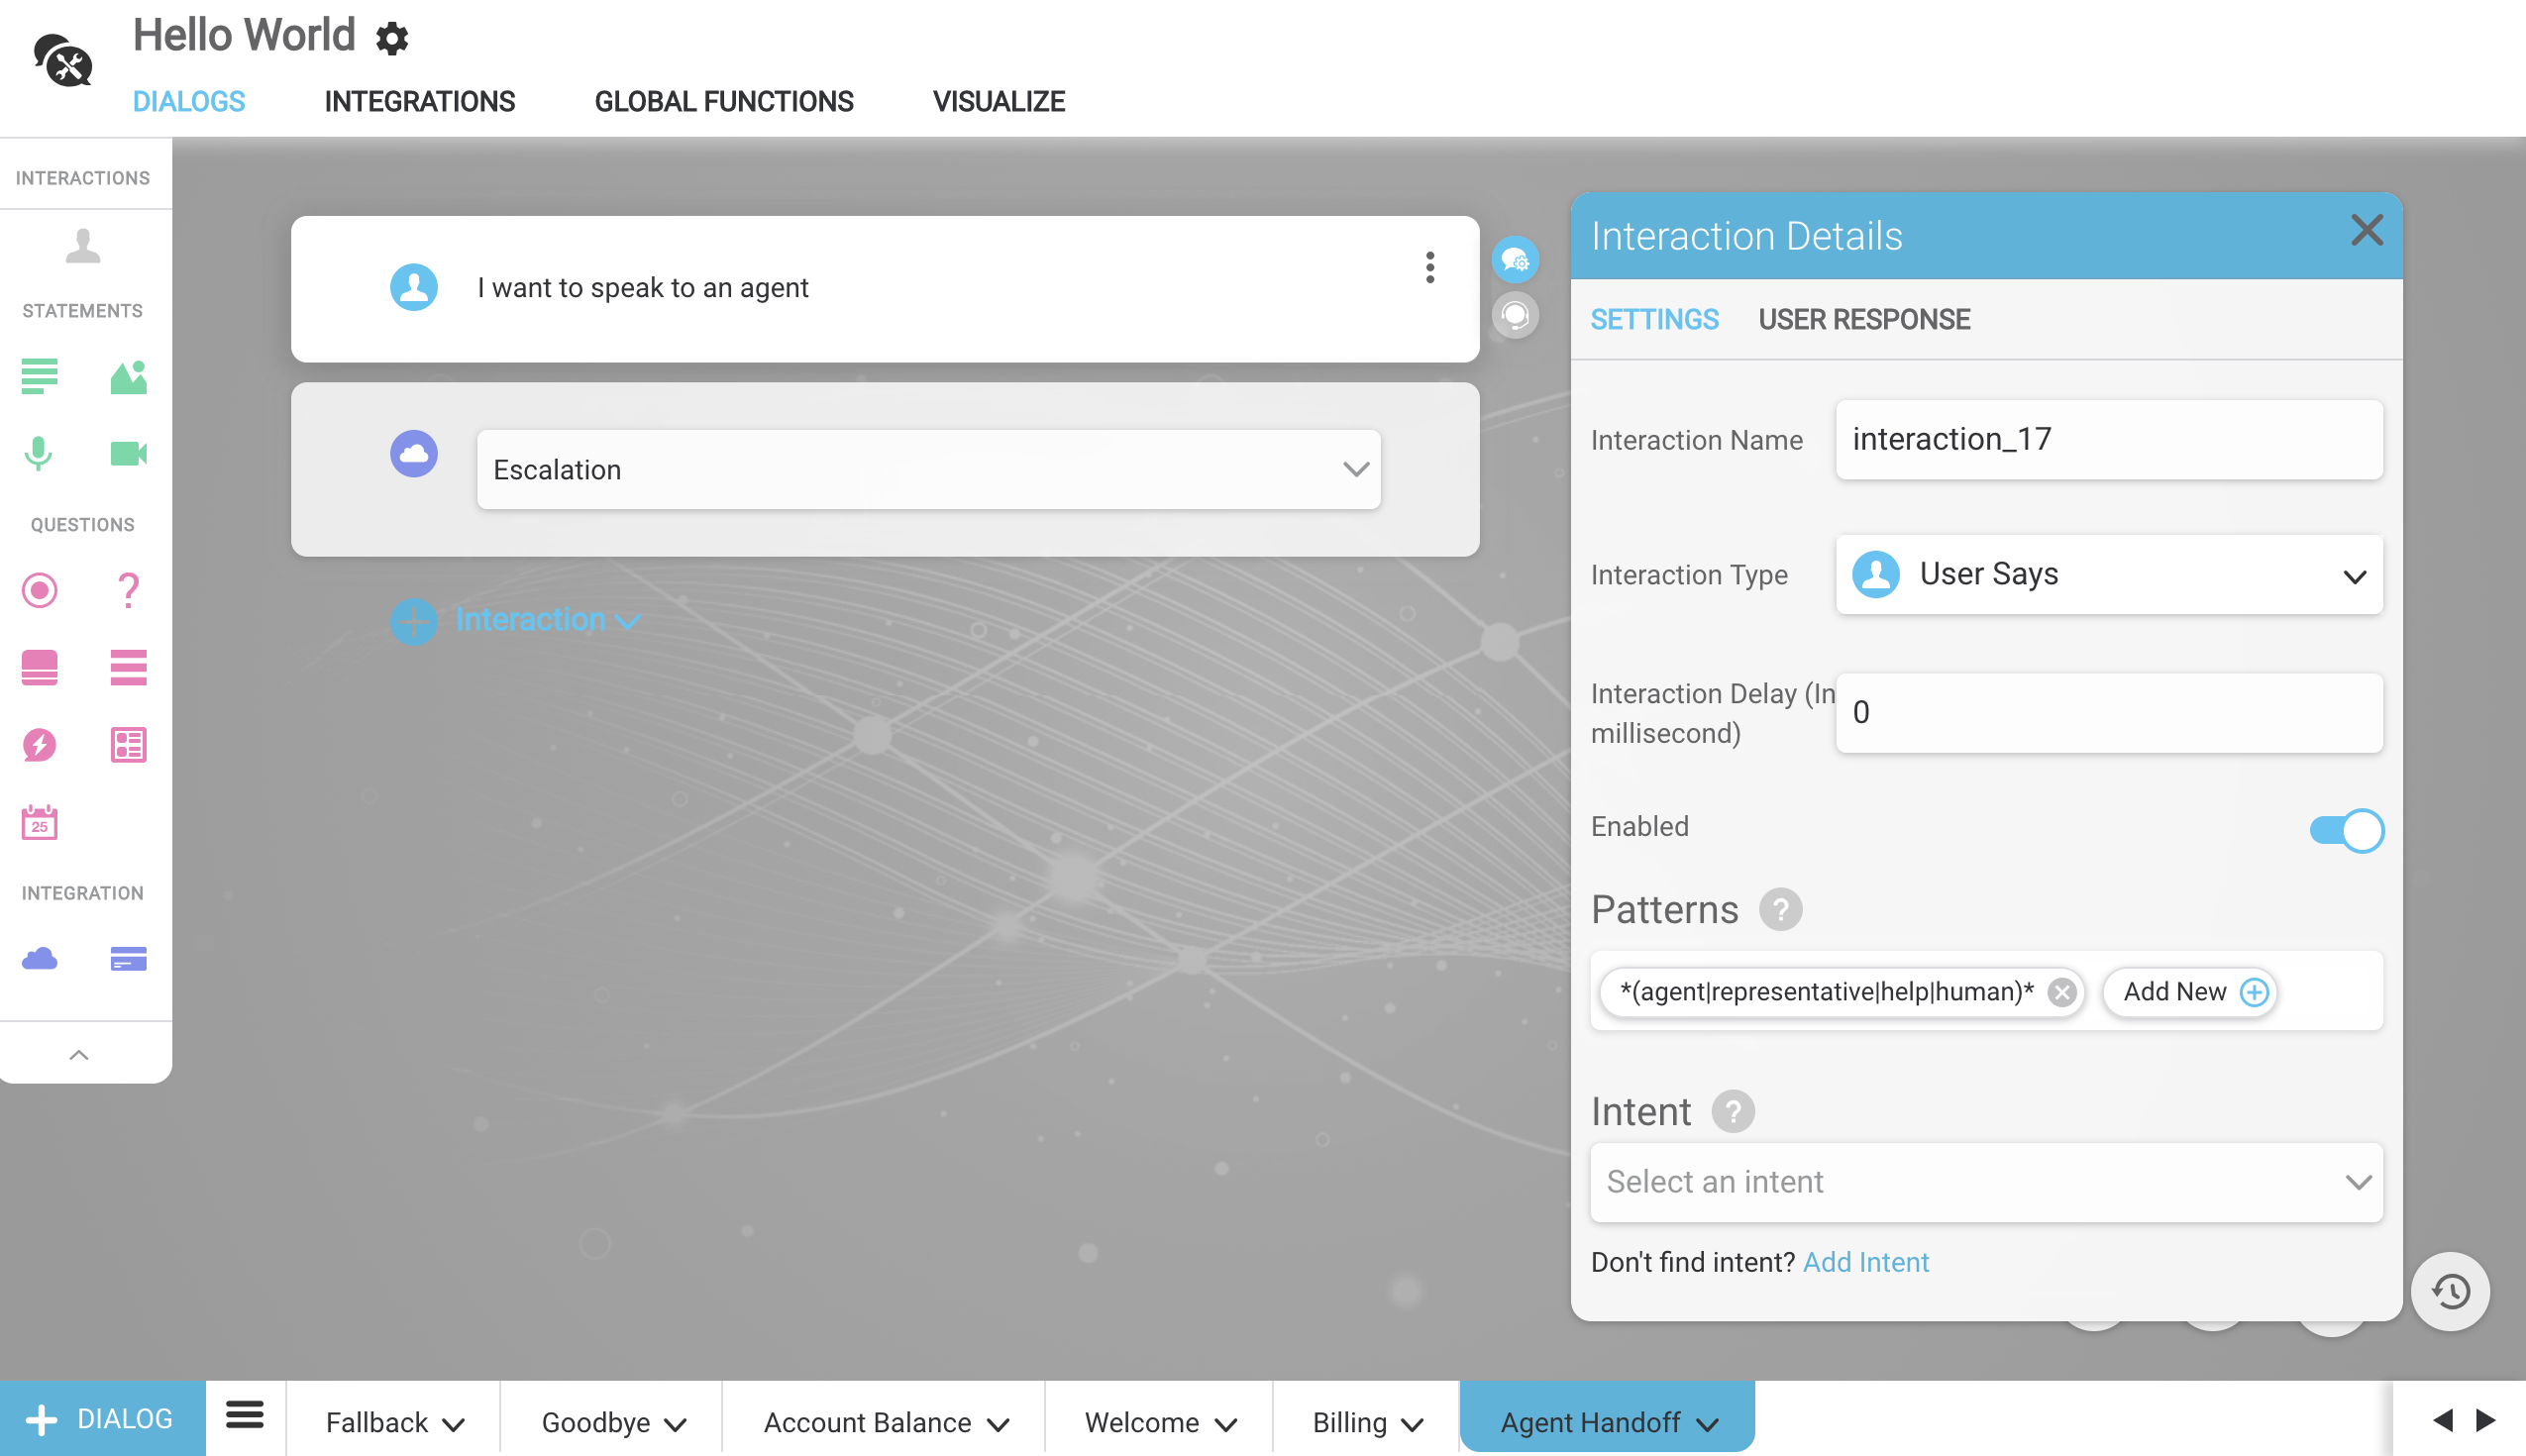 Hello World
DIALOGS INTEGRATIONS GLOBAL FUNCTIONS VISUALIZE
INTERACTIONS
STATEMENTS
QUESTIONS
25
INTEGRATION
I want to speak to an agent
Escalation
Interaction
Interaction Details
SETTINGS USER RESPONSE
Interaction Name interaction_17
Interaction Type User Says
Interaction Delay (In
millisecond) 0
Enabled
Patterns ?
*(agent|representative|help|human)* Add New
Intent ?
Select an intent
Don't find intent? Add Intent
DIALOG Fallback Goodbye Account Balance Welcome Billing Agent Handoff